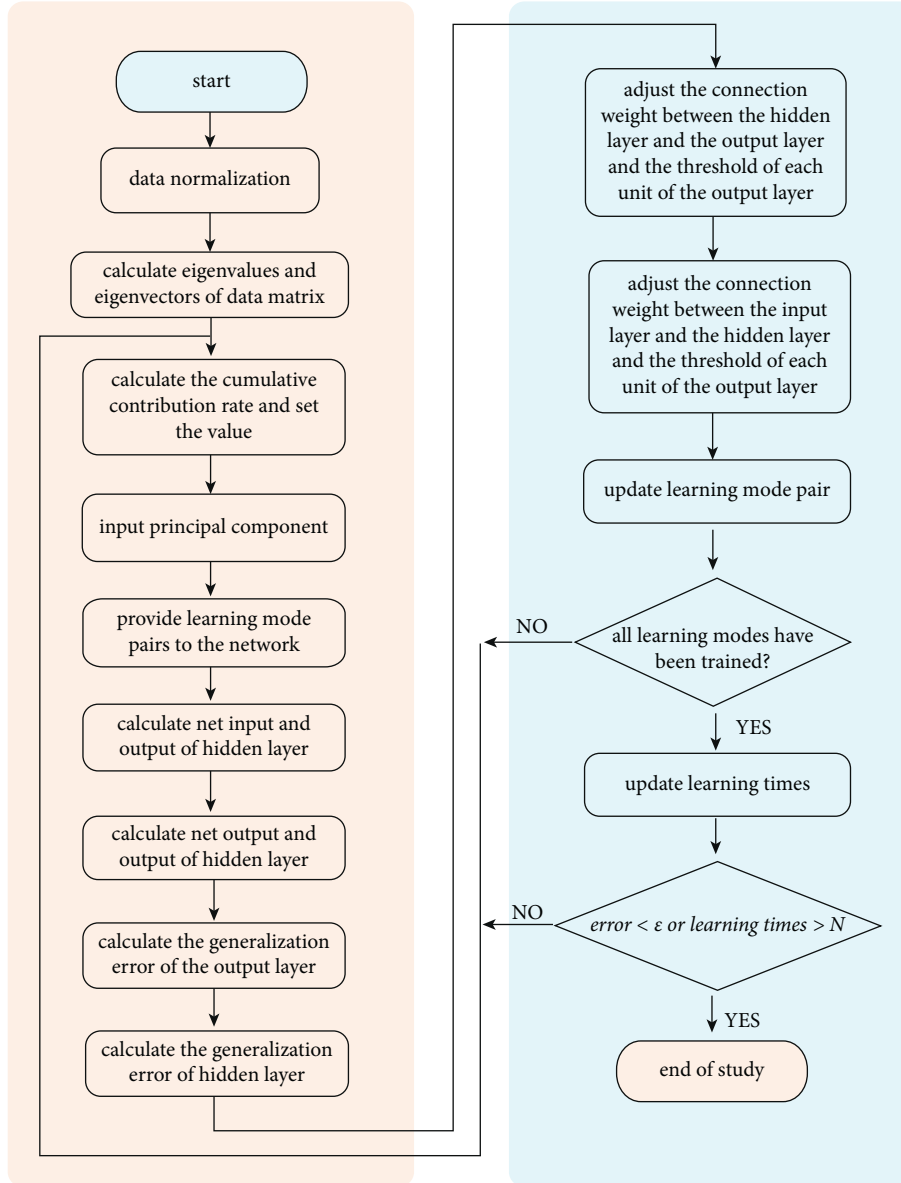 start
data normalization
calculate eigenvalues and
eigenvectors of data matrix
calculate the cumulative
contribution rate and set
the value
input principal component
provide learning mode
pairs to the network
calculate net input and
output of hidden layer
calculate net output and
output of hidden layer
calculate the generalization
error of the output layer
calculate the generalization
error of hidden layer
adjust the connection
weight between the hidden
layer and the output layer
and the threshold of each
unit of the output layer
adjust the connection
weight between the input
layer and the hidden layer
and the threshold of each
unit of the output layer
update learning mode pair
NO
all learning modes have
been trained?
YES
update learning times
NO
error < ε or learning times > N
YES
end of study